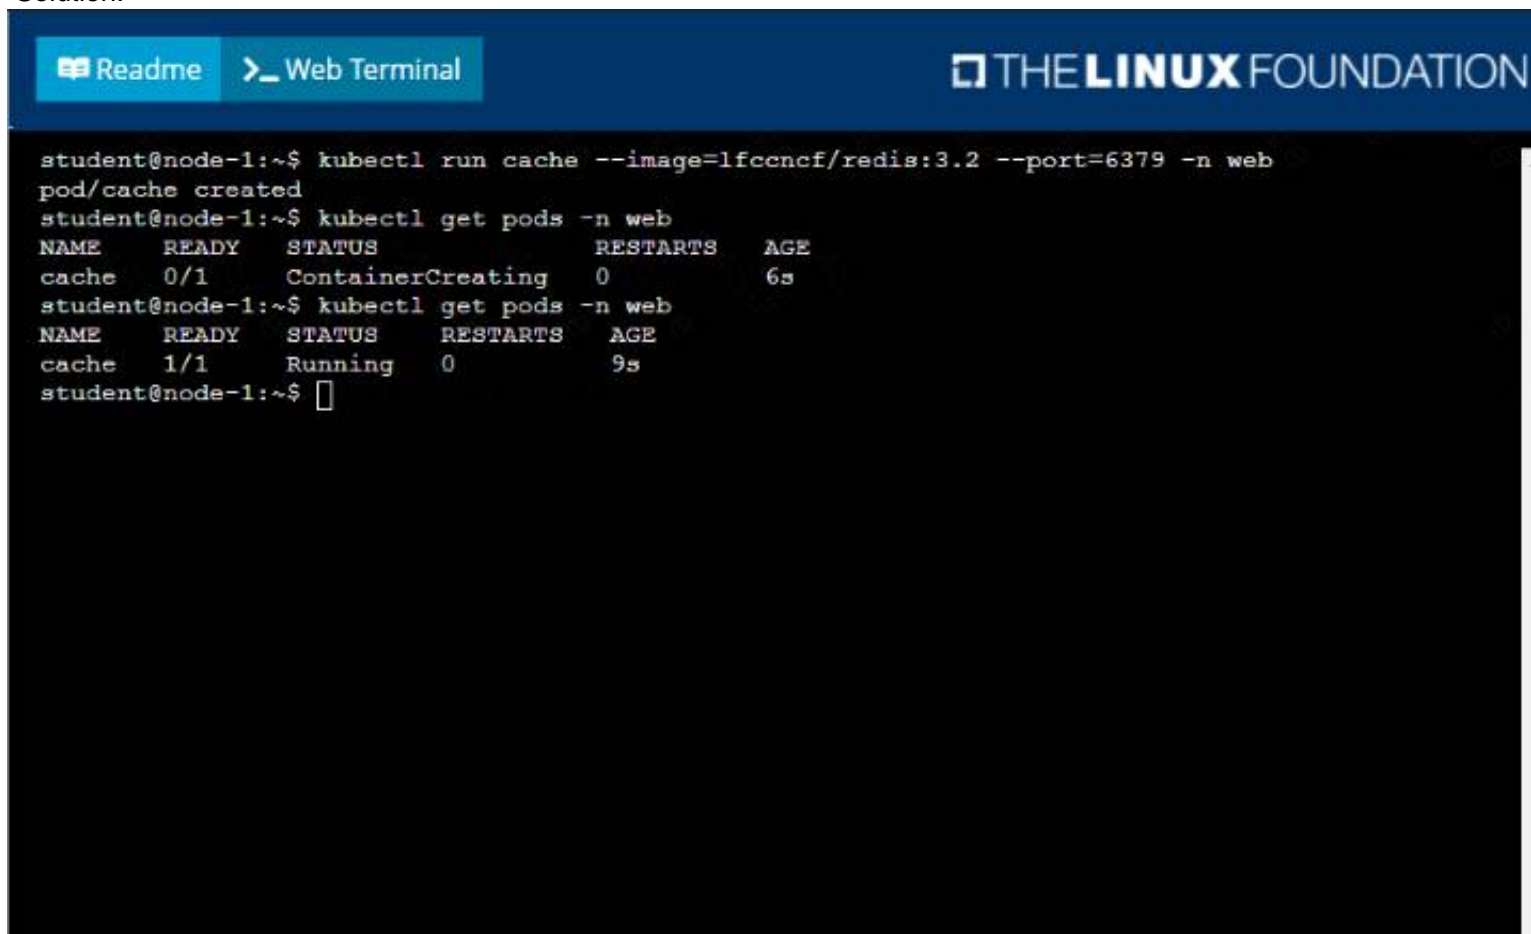 Solution:
Readme >_ Web Terminal THE LINUX FOUNDATION
student@node-1:~$ kubectl run cache --image=lfccncf/redis:3.2 --port=6379 -n web
pod/cache created
student@node-1:~$ kubectl get pods -n web
NAME READY STATUS RESTARTS AGE
cache 0/1 ContainerCreating 0 6s
student@node-1:~$ kubectl get pods -n web
NAME READY STATUS RESTARTS AGE
cache 1/1 Running 0 9s
student@node-1:~$